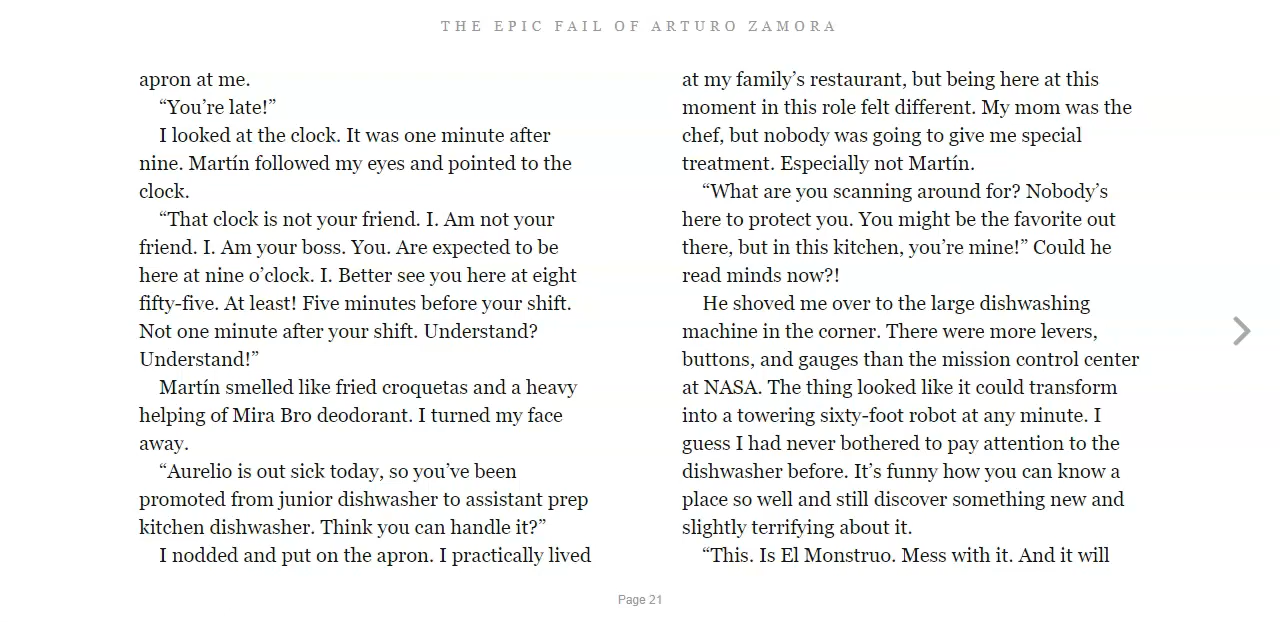 THE EPIC FAIL OF ARTURO ZAMORA
apron at me.
“You’re late!”
I looked at the clock. It was one minute after
nine. Martín followed my eyes and pointed to the
clock.
“That clock is not your friend. I. Am not your
friend. I. Am your boss. You. Are expected to be
here at nine o’clock. I. Better see you here at eight
fifty-five. At least! Five minutes before your shift.
Not one minute after your shift. Understand?
Understand!”
Martín smelled like fried croquetas and a heavy
helping of Mira Bro deodorant. I turned my face
away.
“Aurelio is out sick today, so you’ve been
promoted from junior dishwasher to assistant prep
kitchen dishwasher. Think you can handle it?”
I nodded and put on the apron. I practically lived
at my family’s restaurant, but being here at this
moment in this role felt different. My mom was the
chef, but nobody was going to give me special
treatment. Especially not Martín.
“What are you scanning around for? Nobody’s
here to protect you. You might be the favorite out
there, but in this kitchen, you’re mine!” Could he
read minds now?!
He shoved me over to the large dishwashing
machine in the corner. There were more levers,
buttons, and gauges than the mission control center
at NASA. The thing looked like it could transform
into a towering sixty-foot robot at any minute. I
guess I had never bothered to pay attention to the
dishwasher before. It’s funny how you can know a
place so well and still discover something new and
slightly terrifying about it.
“This. Is El Monstruo. Mess with it. And it will
Page 21